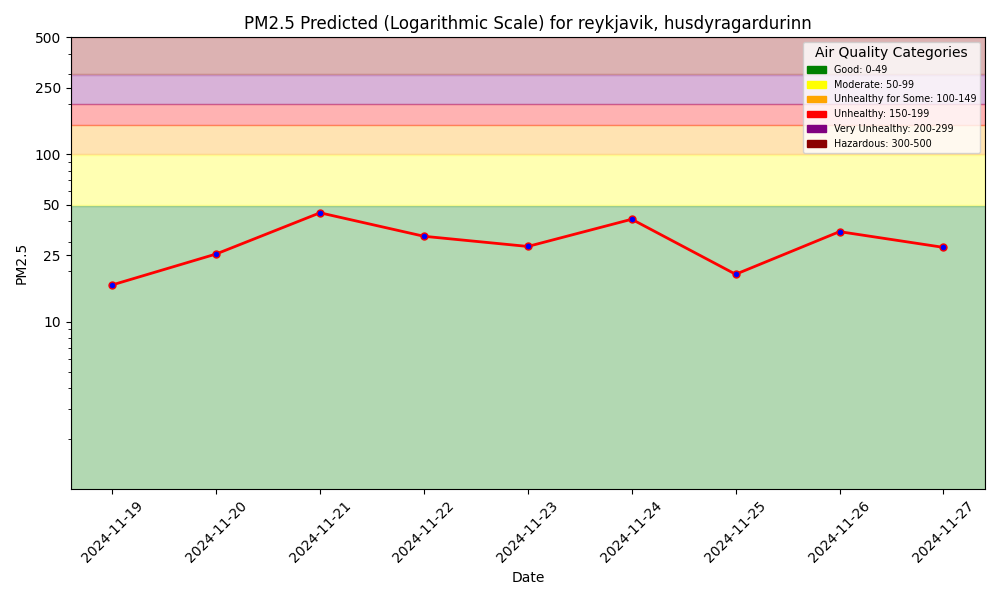 PM2.5 Predicted (Logarithmic Scale) for reykjavik, husdyragardurinn
Air Quality Categories
Good: 0-49
Moderate: 50-99
Unhealthy for Some: 100-149
Unhealthy: 150-199
Very Unhealthy: 200-299
Hazardous: 300-500
500
250
100
50
25
10
PM2.5
2024-11-19
2024-11-20
2024-11-21
2024-11-22
2024-11-23
2024-11-24
2024-11-25
2024-11-26
2024-11-27
Date